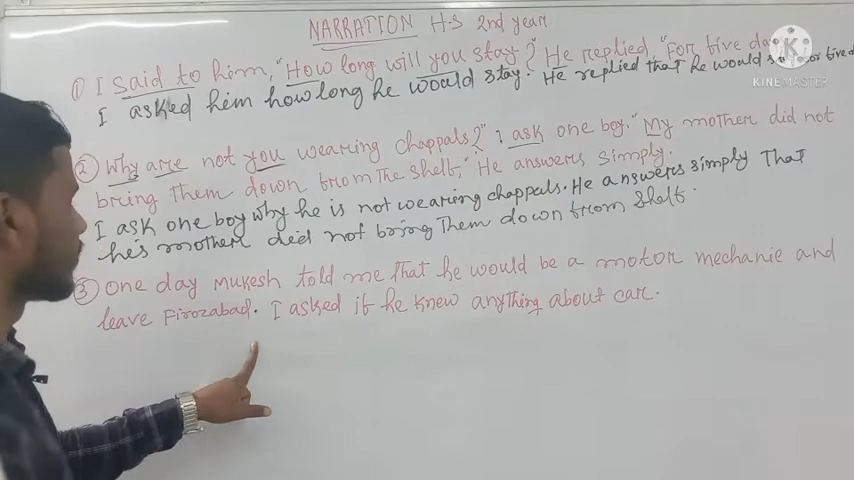 NARRATION H.S 2nd year
① I said to him, "How long will you stay?" He replied, "For five da
I asked him how long he would stay. He replied that he would
② Why are not you wearing chappals?" I ask one boy. "My mother did not
bring them down from the shelf," He answers simply.
I ask one boy why he is not wearing chappals. He answers simply That
he's mother did not bring Them down from shelf.
③ One day Mukesh told me that he would be a motor mechanic and
leave Firozabad. I asked if he knew anything about car.
K
KINEMASTER